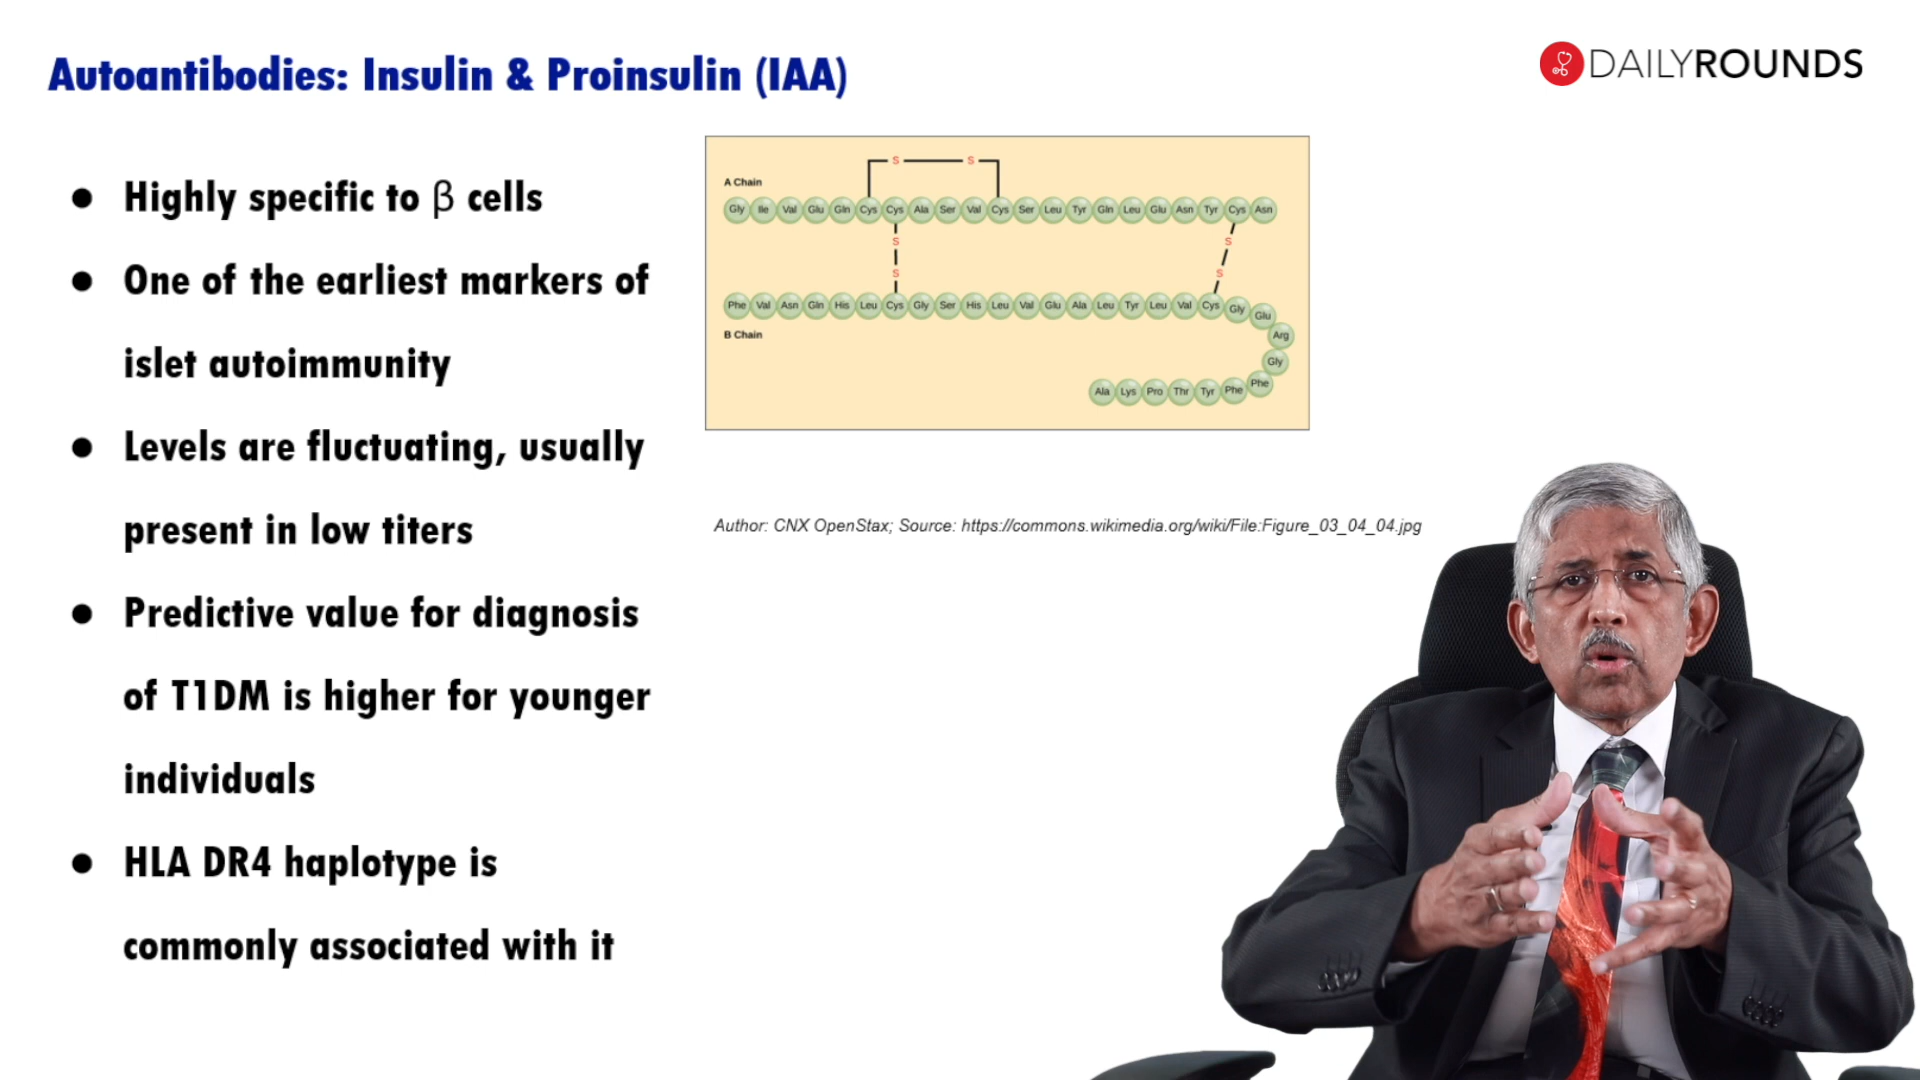 Autoantibodies: Insulin & Proinsulin (IAA)
DAILYROUNDS
● Highly specific to β cells
● One of the earliest markers of
islet autoimmunity
● Levels are fluctuating, usually
present in low titers
● Predictive value for diagnosis
of T1DM is higher for younger
individuals
● HLA DR4 haplotype is
commonly associated with it
S S
A Chain
Gly Ile Val Glu Gln Cys Cys Ala Ser Val Cys Ser Leu Tyr Gln Leu Glu Asn Tyr Cys Asn
S S
S S
Phe Val Asn Gln His Leu Cys Gly Ser His Leu Val Glu Ala Leu Tyr Leu Val Cys Gly Glu
Arg
B Chain
Gly
Ala Lys Pro Thr Tyr Phe Phe
Author: CNX OpenStax; Source: https://commons.wikimedia.org/wiki/File:Figure_03_04_04.jpg